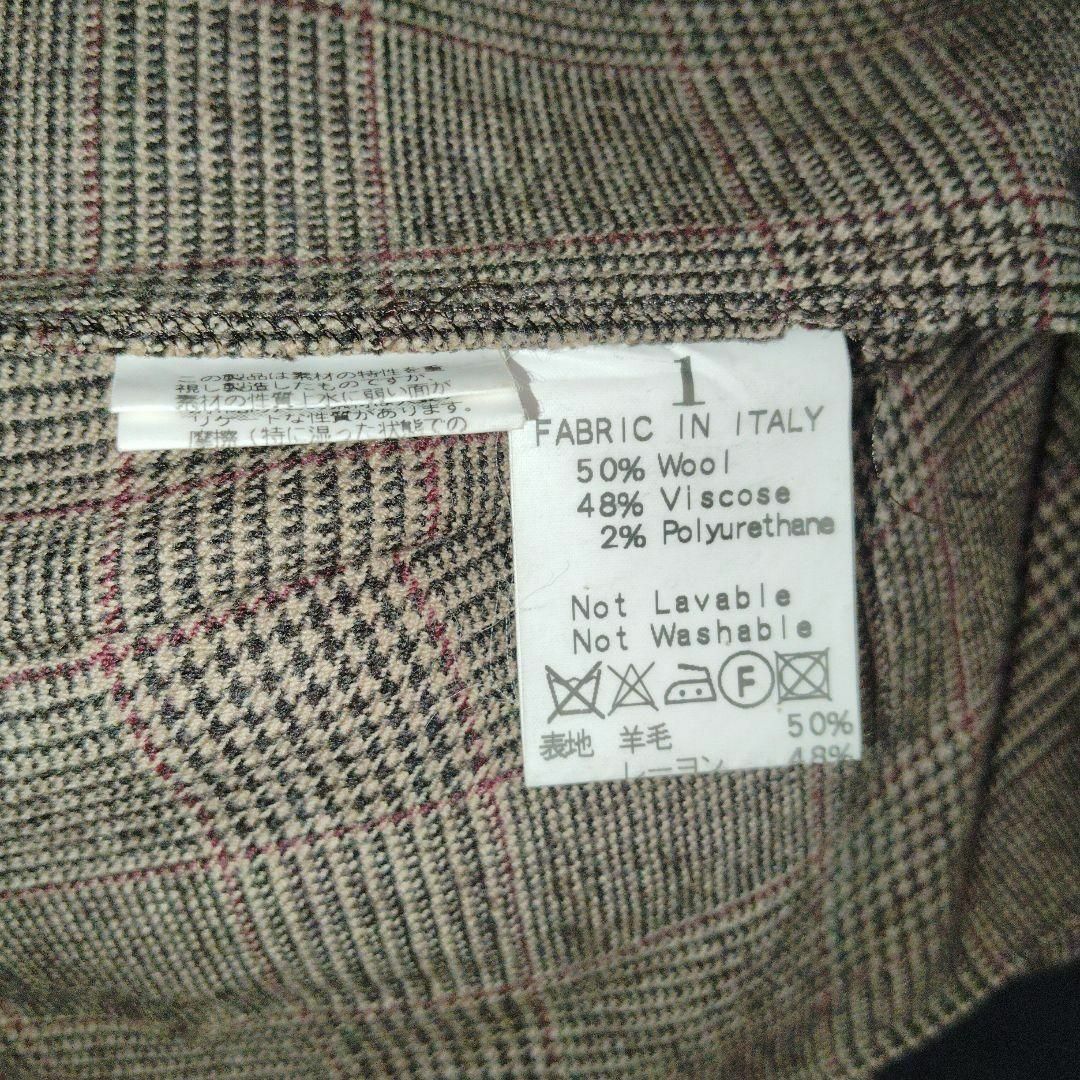 この製品は素材の特性を重
視し製造したものですが
素材の性質上水に弱い面が
リケートな性質があります。
摩擦(特に湿った状態での
1
FABRIC IN ITALY
50% Wool
48% Viscose
2% Polyurethane
Not Lavable
Not Washable
F
表地 羊毛 50%
レーヨン 48%